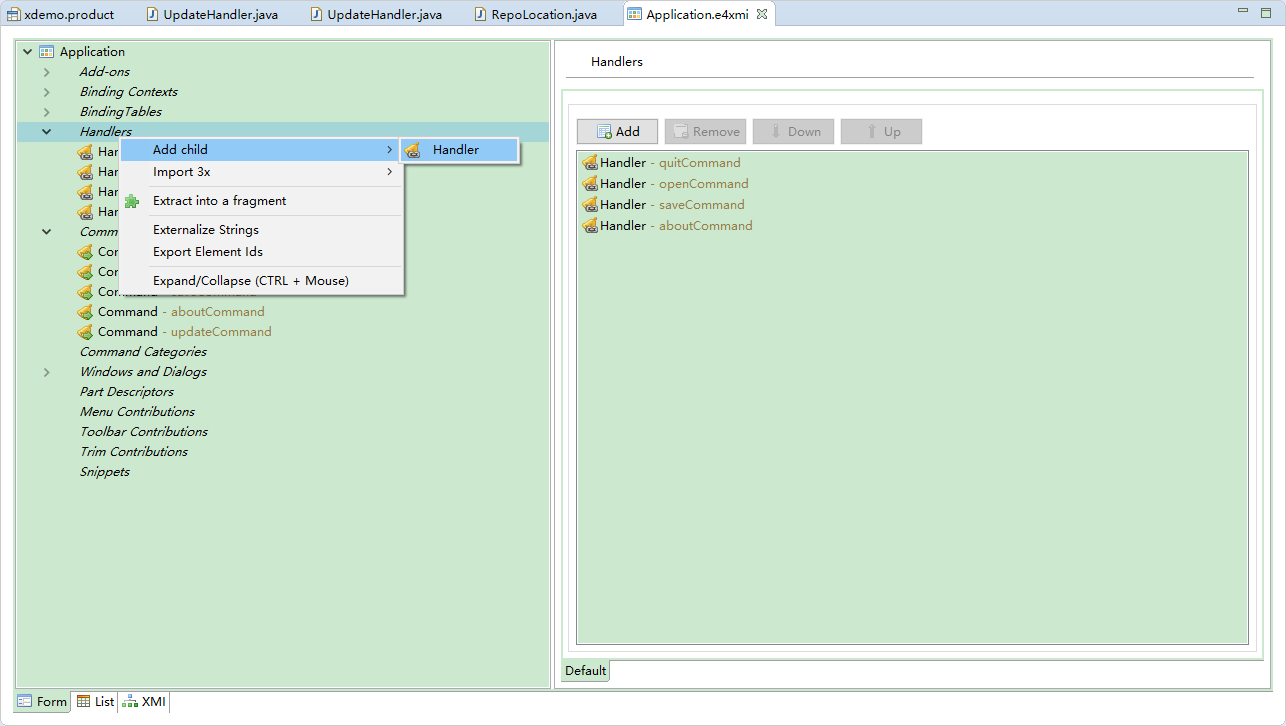 xdemo.product
UpdateHandler.java
UpdateHandler.java
RepoLocation.java
Application.e4xmi
Application
Add-ons
Binding Contexts
BindingTables
Handlers
Har
Har
Har
Har
Comm
Cor
Cor
Command
Command - aboutCommand
Command - updateCommand
Command Categories
Windows and Dialogs
Part Descriptors
Menu Contributions
Toolbar Contributions
Trim Contributions
Snippets
Add child
Import 3x
Extract into a fragment
Externalize Strings
Export Element Ids
Expand/Collapse (CTRL + Mouse)
Handler
Handlers
Add
Remove
Down
Up
Handler - quitCommand
Handler - openCommand
Handler - saveCommand
Handler - aboutCommand
Default
Form
List
XMI